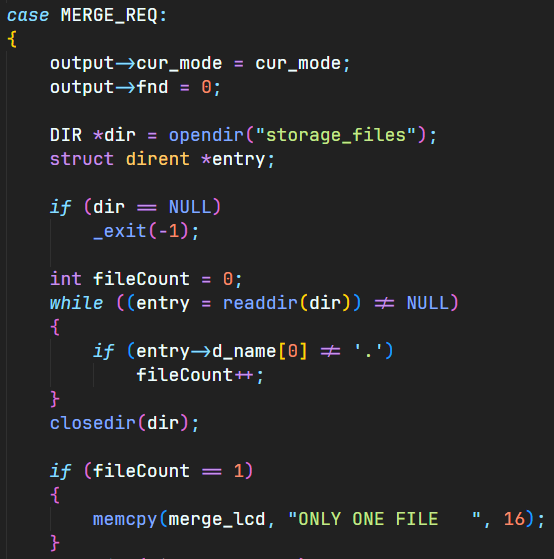 case MERGE_REQ:
{
    output->cur_mode = cur_mode;
    output->fnd = 0;

    DIR *dir = opendir("storage_files");
    struct dirent *entry;

    if (dir == NULL)
        _exit(-1);

    int fileCount = 0;
    while ((entry = readdir(dir)) != NULL)
    {
        if (entry->d_name[0] != '.')
            fileCount++;
    }
    closedir(dir);

    if (fileCount == 1)
    {
        memcpy(merge_lcd, "ONLY ONE FILE   ", 16);
    }